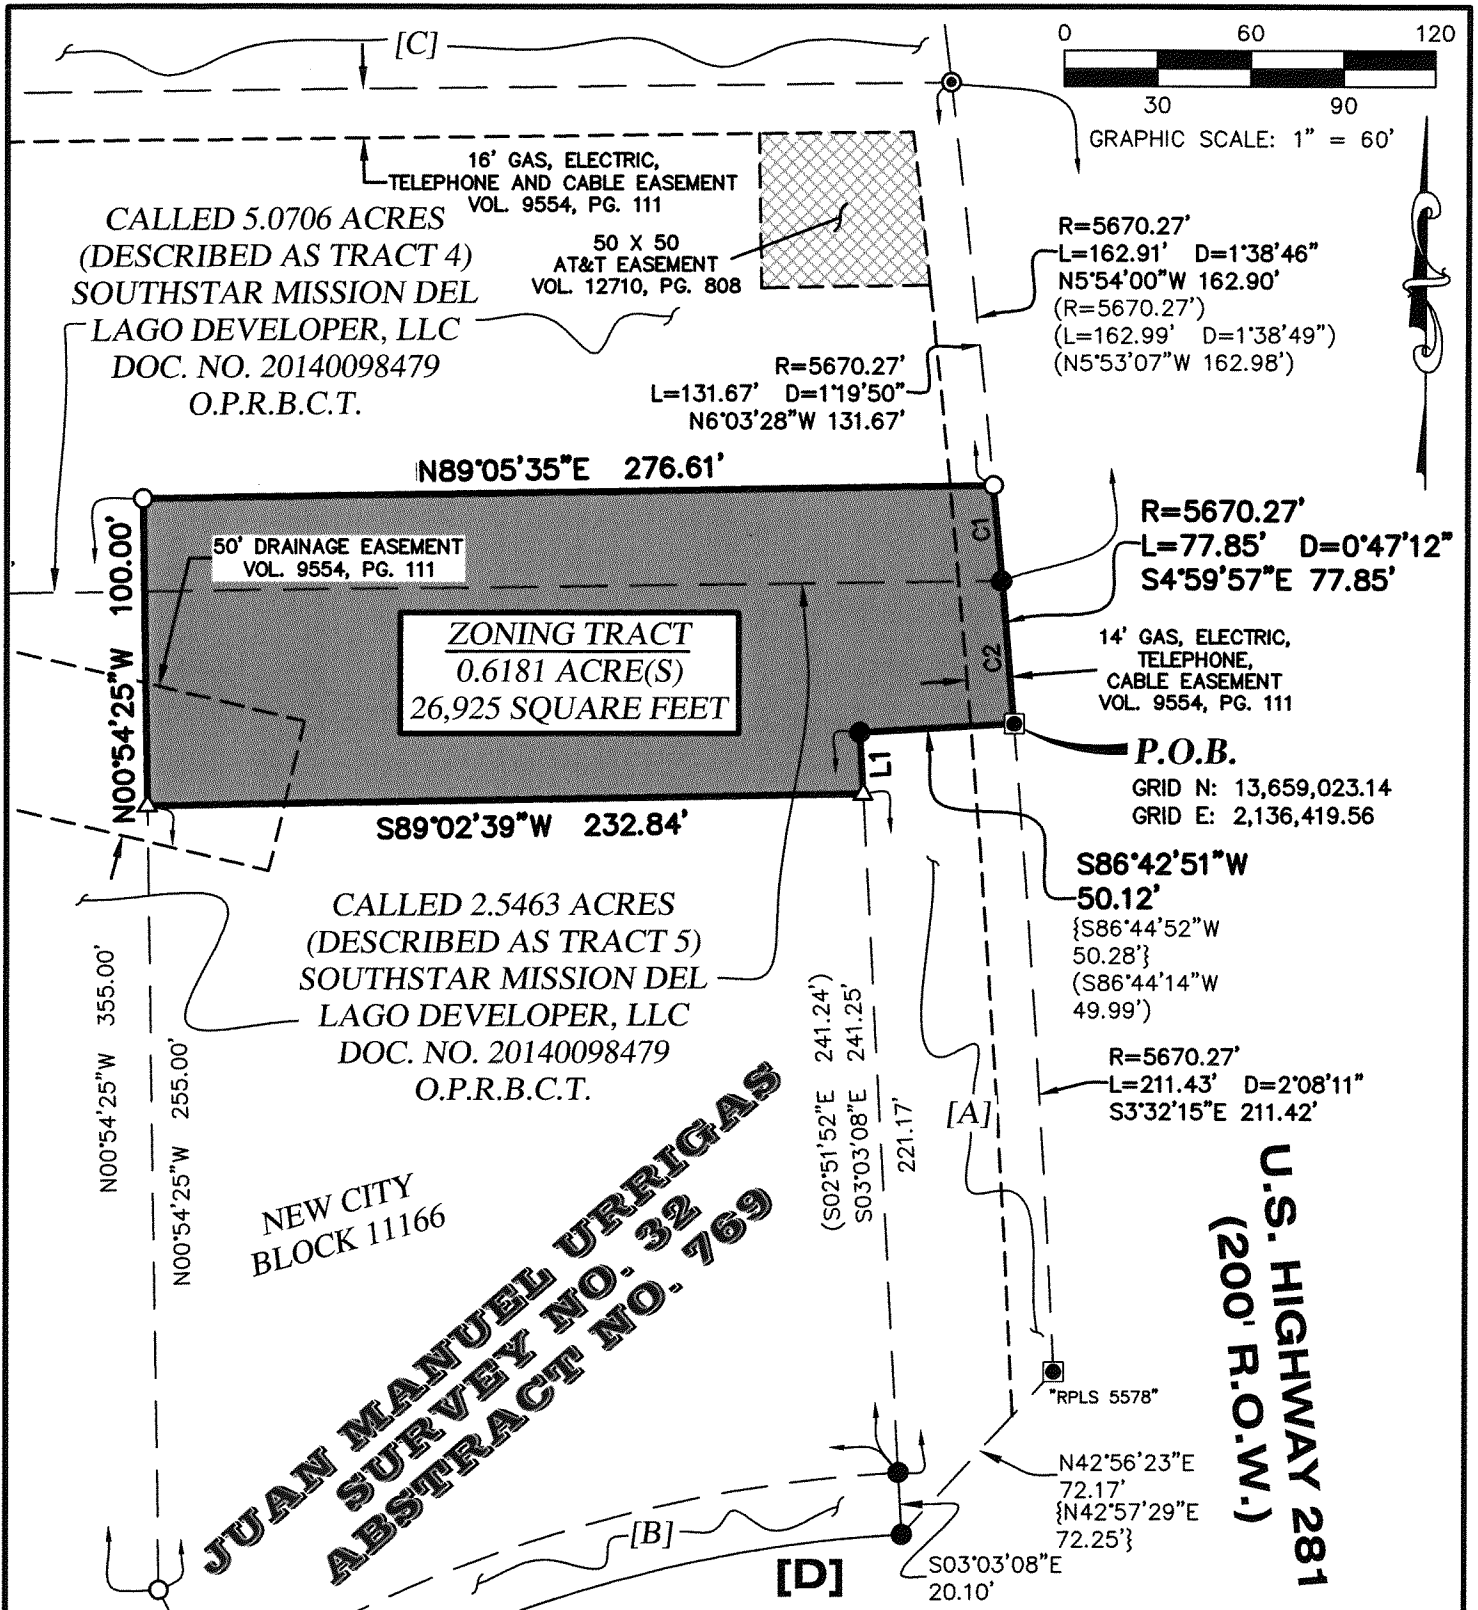 [C]
0 60 120
30 90
GRAPHIC SCALE: 1" = 60'
16' GAS, ELECTRIC,
TELEPHONE AND CABLE EASEMENT
VOL. 9554, PG. 111
CALLED 5.0706 ACRES
(DESCRIBED AS TRACT 4)
SOUTHSTAR MISSION DEL
LAGO DEVELOPER, LLC
DOC. NO. 20140098479
O.P.R.B.C.T.
50 X 50
AT&T EASEMENT
VOL. 12710, PG. 808
R=5670.27'
L=162.91' D=1°38'46"
N5°54'00"W 162.90'
(R=5670.27')
(L=162.99' D=1°38'49")
(N5°53'07"W 162.98')
R=5670.27'
L=131.67' D=1°19'50"
N6°03'28"W 131.67'
N89°05'35"E 276.61'
R=5670.27'
L=77.85' D=0°47'12"
S4°59'57"E 77.85'
C1
50' DRAINAGE EASEMENT
VOL. 9554, PG. 111
N00°54'25"W 100.00'
ZONING TRACT
0.6181 ACRE(S)
26,925 SQUARE FEET
C2
14' GAS, ELECTRIC,
TELEPHONE,
CABLE EASEMENT
VOL. 9554, PG. 111
P.O.B.
GRID N: 13,659,023.14
GRID E: 2,136,419.56
L1
S89°02'39"W 232.84'
S86°42'51"W
50.12'
{S86°44'52"W
50.28'}
(S86°44'14"W
49.99')
CALLED 2.5463 ACRES
(DESCRIBED AS TRACT 5)
SOUTHSTAR MISSION DEL
LAGO DEVELOPER, LLC
DOC. NO. 20140098479
O.P.R.B.C.T.
N00°54'25"W 355.00'
N00°54'25"W 255.00'
(S02°51'52"E 241.24')
S03°03'08"E 241.25'
221.17'
[A]
R=5670.27'
L=211.43' D=2°08'11"
S3°32'15"E 211.42'
NEW CITY
BLOCK 11166
JUAN MANUEL URRIGAS
SURVEY NO. 32
ABSTRACT NO. 769
U.S. HIGHWAY 281
(200' R.O.W.)
"RPLS 5578"
N42°56'23"E
72.17'
{N42°57'29"E
72.25'}
[B]
[D]
S03°03'08"E
20.10'